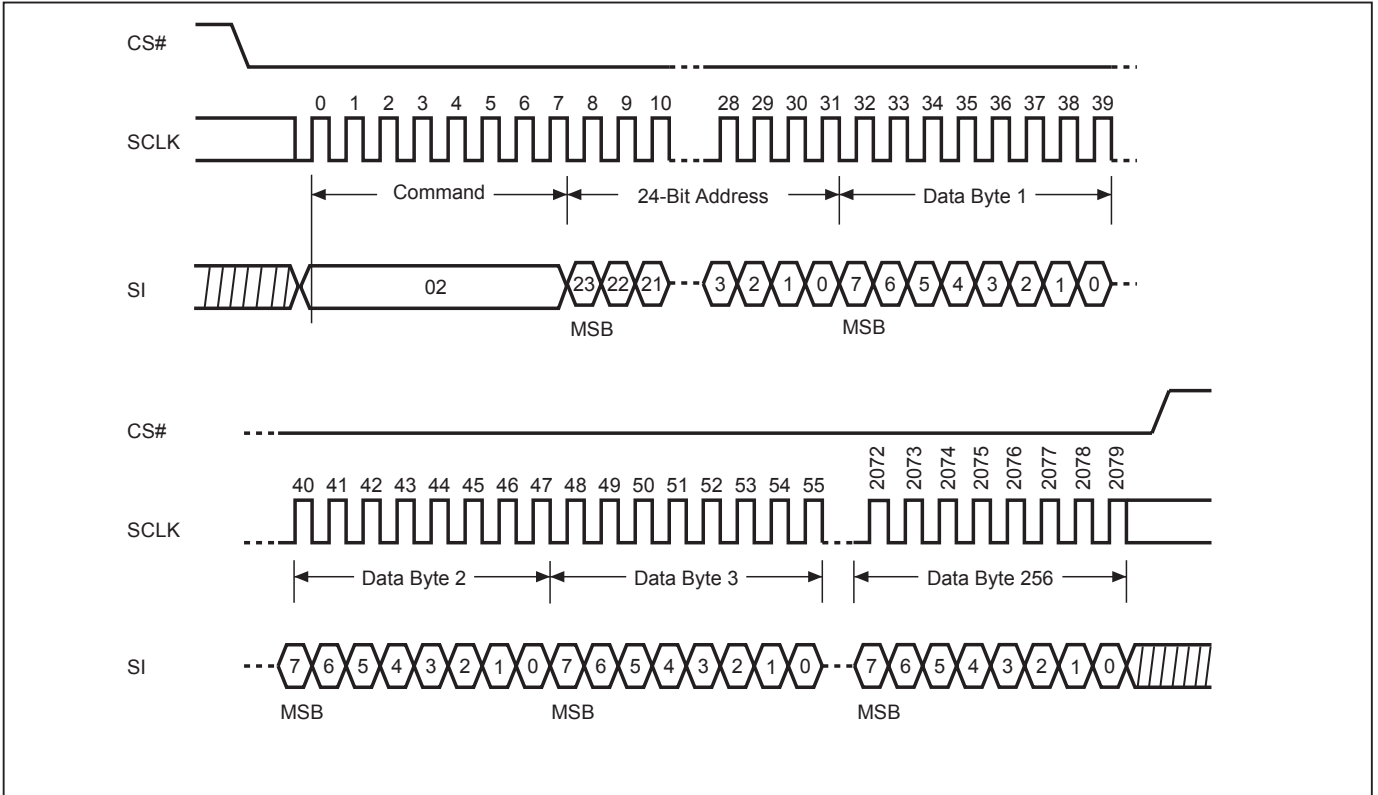 CS#
0 1 2 3 4 5 6 7 8 9 10 28 29 30 31 32 33 34 35 36 37 38 39
SCLK
Command 24-Bit Address Data Byte 1
SI 02 23 22 21 3 2 1 0 7 6 5 4 3 2 1 0
MSB MSB
CS#
40 41 42 43 44 45 46 47 48 49 50 51 52 53 54 55 2072 2073 2074 2075 2076 2077 2078 2079
SCLK
Data Byte 2 Data Byte 3 Data Byte 256
SI 7 6 5 4 3 2 1 0 7 6 5 4 3 2 1 0 7 6 5 4 3 2 1 0
MSB MSB MSB